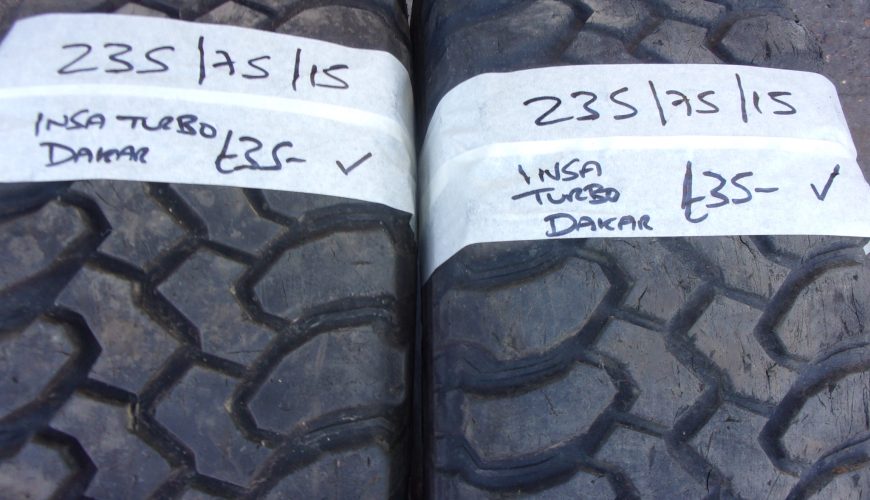 235/75/15
INSA TURBO
DAKAR £35- ✓
235/75/15
INSA
TURBO £35- ✓
DAKAR